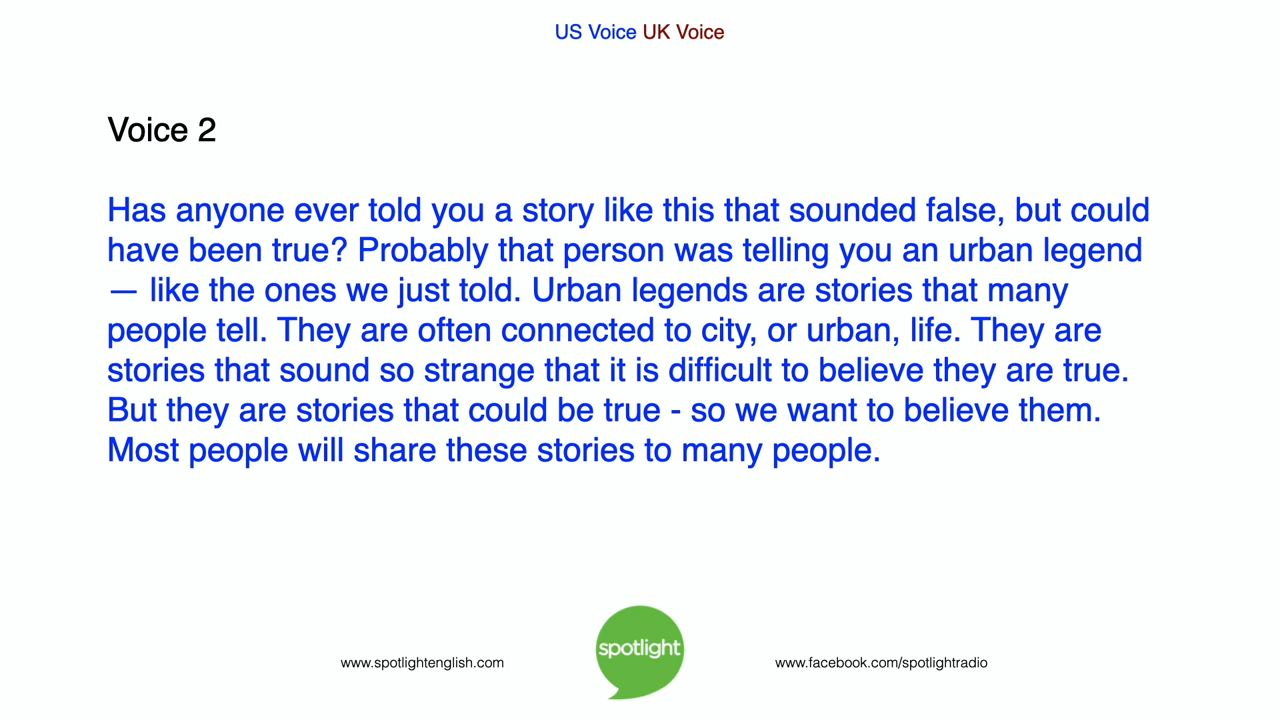 US Voice UK Voice
Voice 2
Has anyone ever told you a story like this that sounded false, but could
have been true? Probably that person was telling you an urban legend
— like the ones we just told. Urban legends are stories that many
people tell. They are often connected to city, or urban, life. They are
stories that sound so strange that it is difficult to believe they are true.
But they are stories that could be true - so we want to believe them.
Most people will share these stories to many people.
www.spotlightenglish.com
spotlight
www.facebook.com/spotlightradio